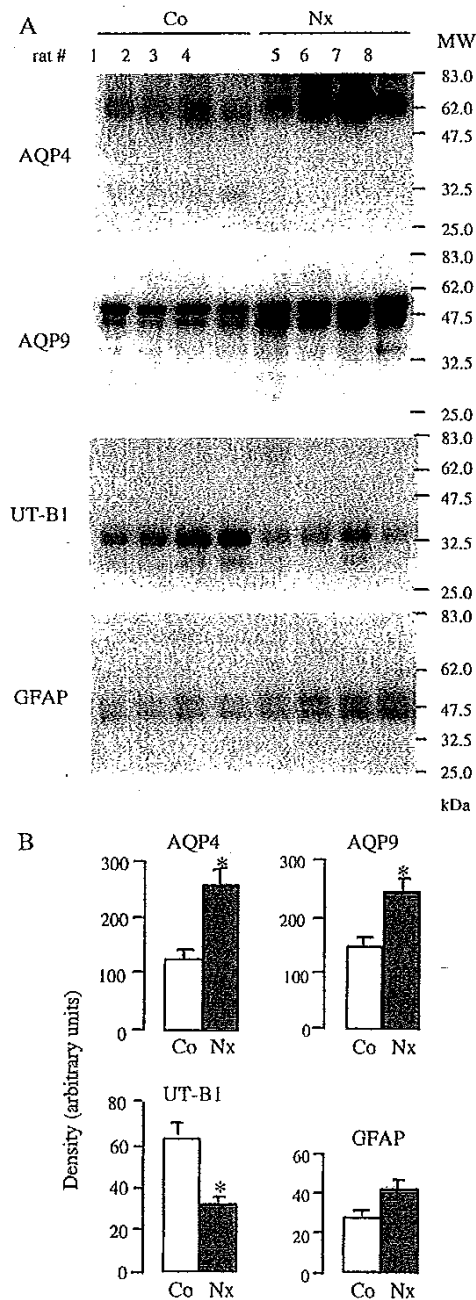 A Co Nx MW
rat # 1 2 3 4 5 6 7 8
83.0
62.0
47.5
AQP4
32.5
25.0
83.0
62.0
AQP9 47.5
32.5
25.0
83.0
62.0
47.5
UT-B1
32.5
25.0
83.0
62.0
GFAP
47.5
32.5
25.0
kDa
B AQP4 AQP9
300 300
200 200
100 100
0 0
* *
Co Nx Co Nx
Density (arbitrary units)
UT-B1 GFAP
80
60 60
40 40
20 20
0 0
*
Co Nx Co Nx